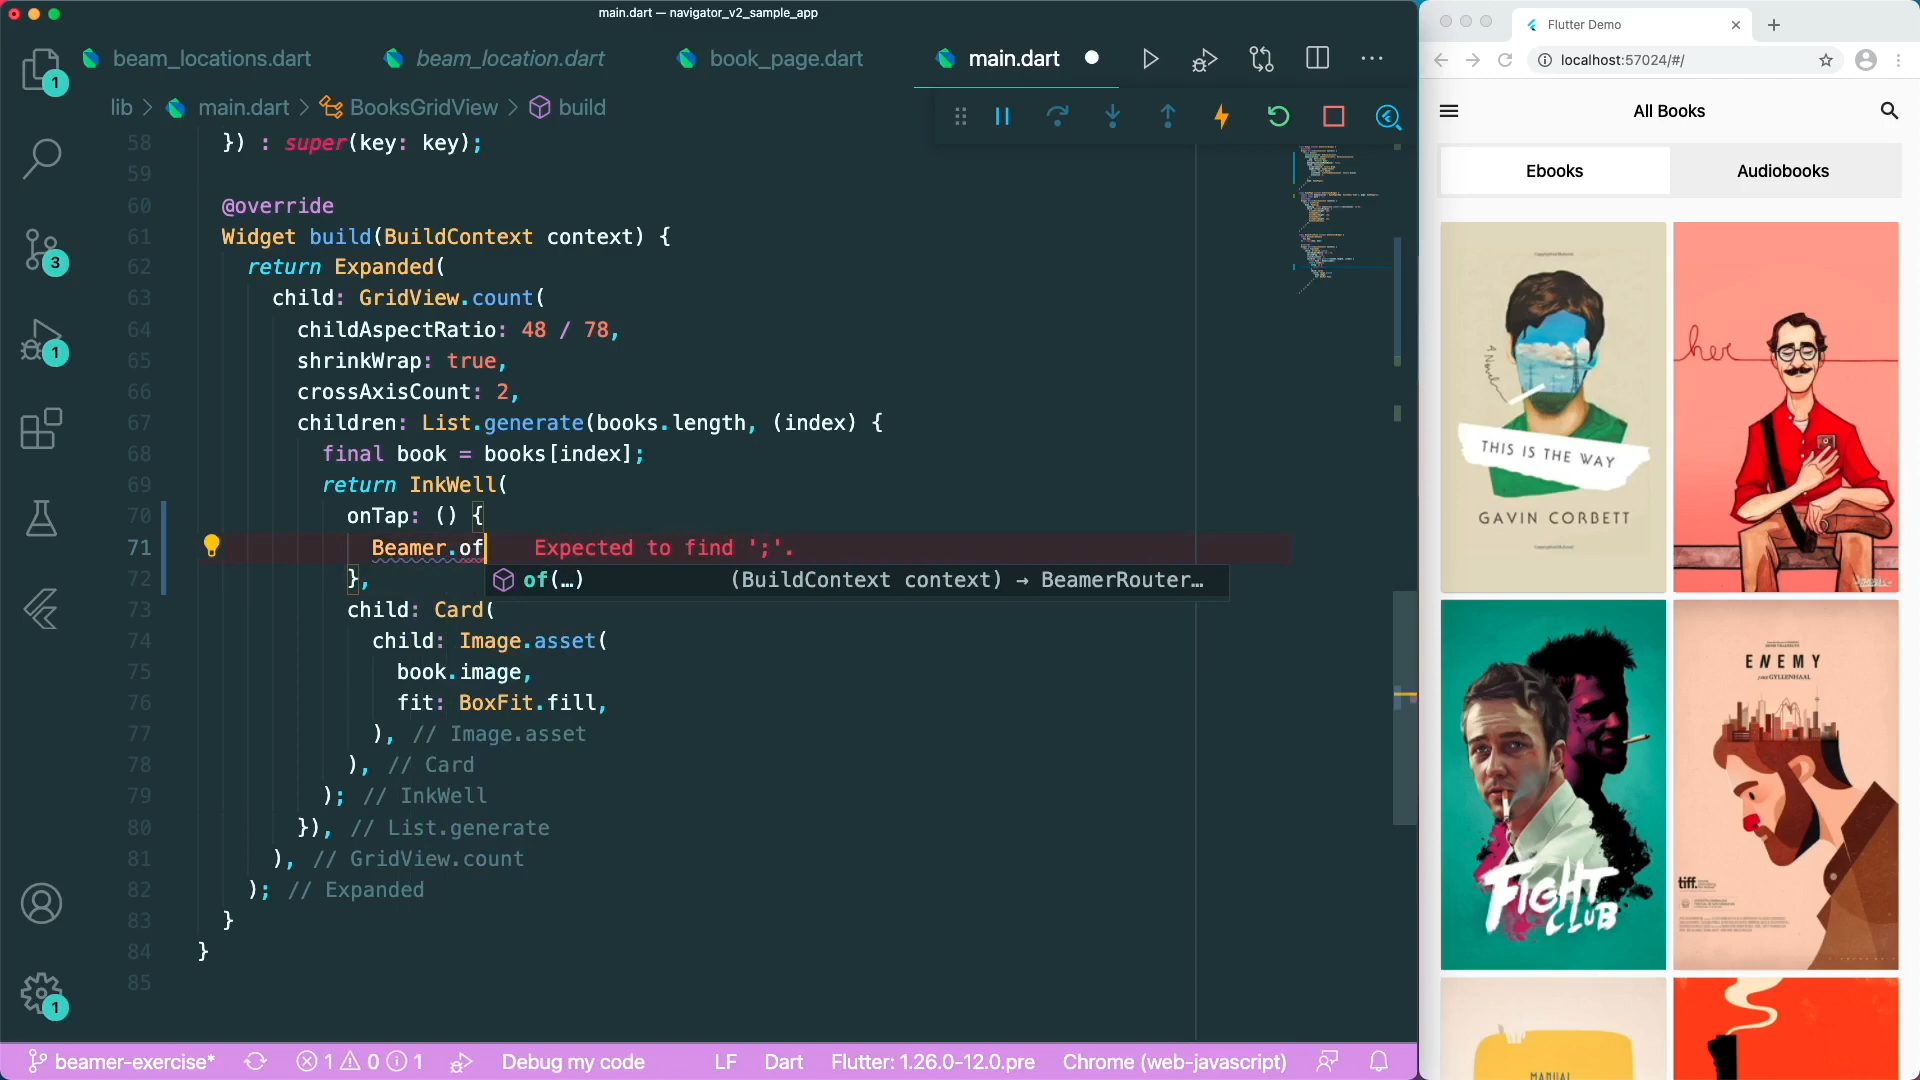 main.dart — navigator_v2_sample_app
beam_locations.dart
beam_location.dart
book_page.dart
main.dart
lib > main.dart > BooksGridView > build
58 }) : super(key: key);
59
60 @override
61 Widget build(BuildContext context) {
62 return Expanded(
63 child: GridView.count(
64 childAspectRatio: 48 / 78,
65 shrinkWrap: true,
66 crossAxisCount: 2,
67 children: List.generate(books.length, (index) {
68 final book = books[index];
69 return InkWell(
70 onTap: () {
71 Beamer.of Expected to find ';'.
of(…) (BuildContext context) → BeamerRouter…
72 },
73 child: Card(
74 child: Image.asset(
75 book.image,
76 fit: BoxFit.fill,
77 ), // Image.asset
78 ), // Card
79 ); // InkWell
80 }), // List.generate
81 ), // GridView.count
82 ); // Expanded
83 }
84 }
85
1
3
1
1
beamer-exercise*
1 0 1
Debug my code
LF
Dart
Flutter: 1.26.0-12.0.pre
Chrome (web-javascript)
Flutter Demo
localhost:57024/#/
All Books
Ebooks
Audiobooks
A Novel
THIS IS THE WAY
GAVIN CORBETT
her
FIGHT
CLUB
ENEMY
GYLLENHAAL
tiff.
MANUAL